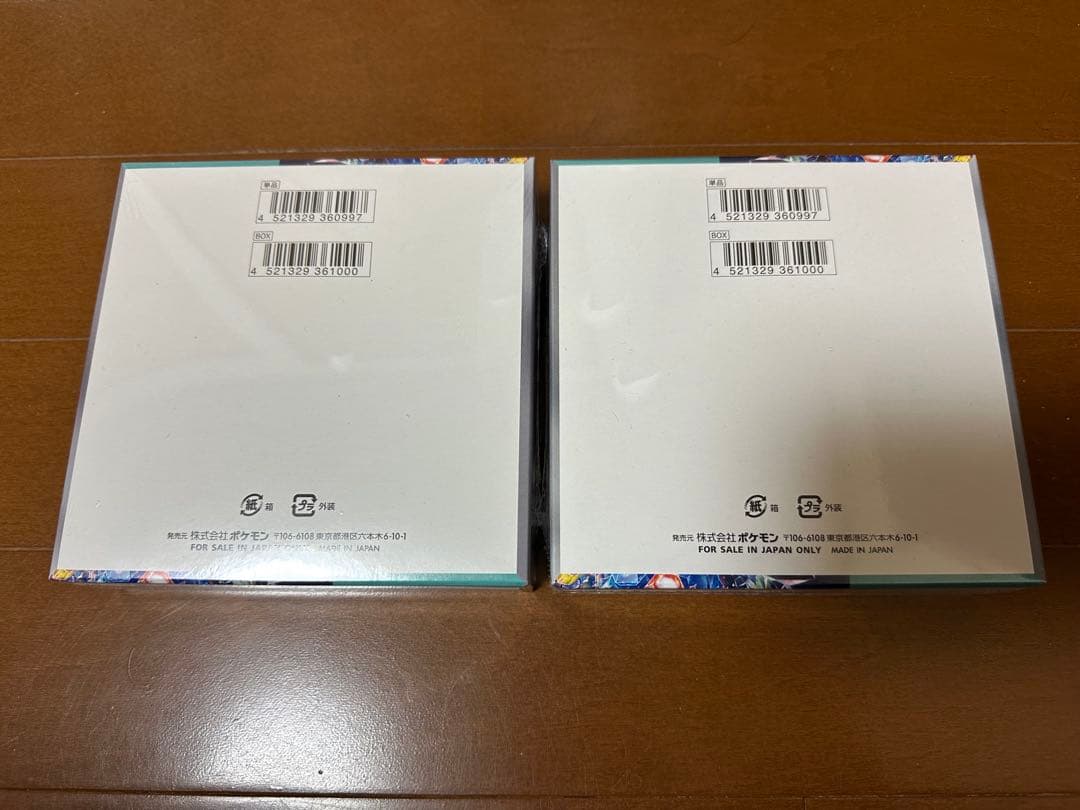 単品
4 521329 360997
BOX
4 521329 361000
紙 箱 プラ 外装
発売元 株式会社 ポケモン 〒106-6108 東京都港区六本木6-10-1
FOR SALE IN JAPAN ONLY MADE IN JAPAN
単品
4 521329 360997
BOX
4 521329 361000
紙 箱 プラ 外装
発売元 株式会社 ポケモン 〒106-6108 東京都港区六本木6-10-1
FOR SALE IN JAPAN ONLY MADE IN JAPAN